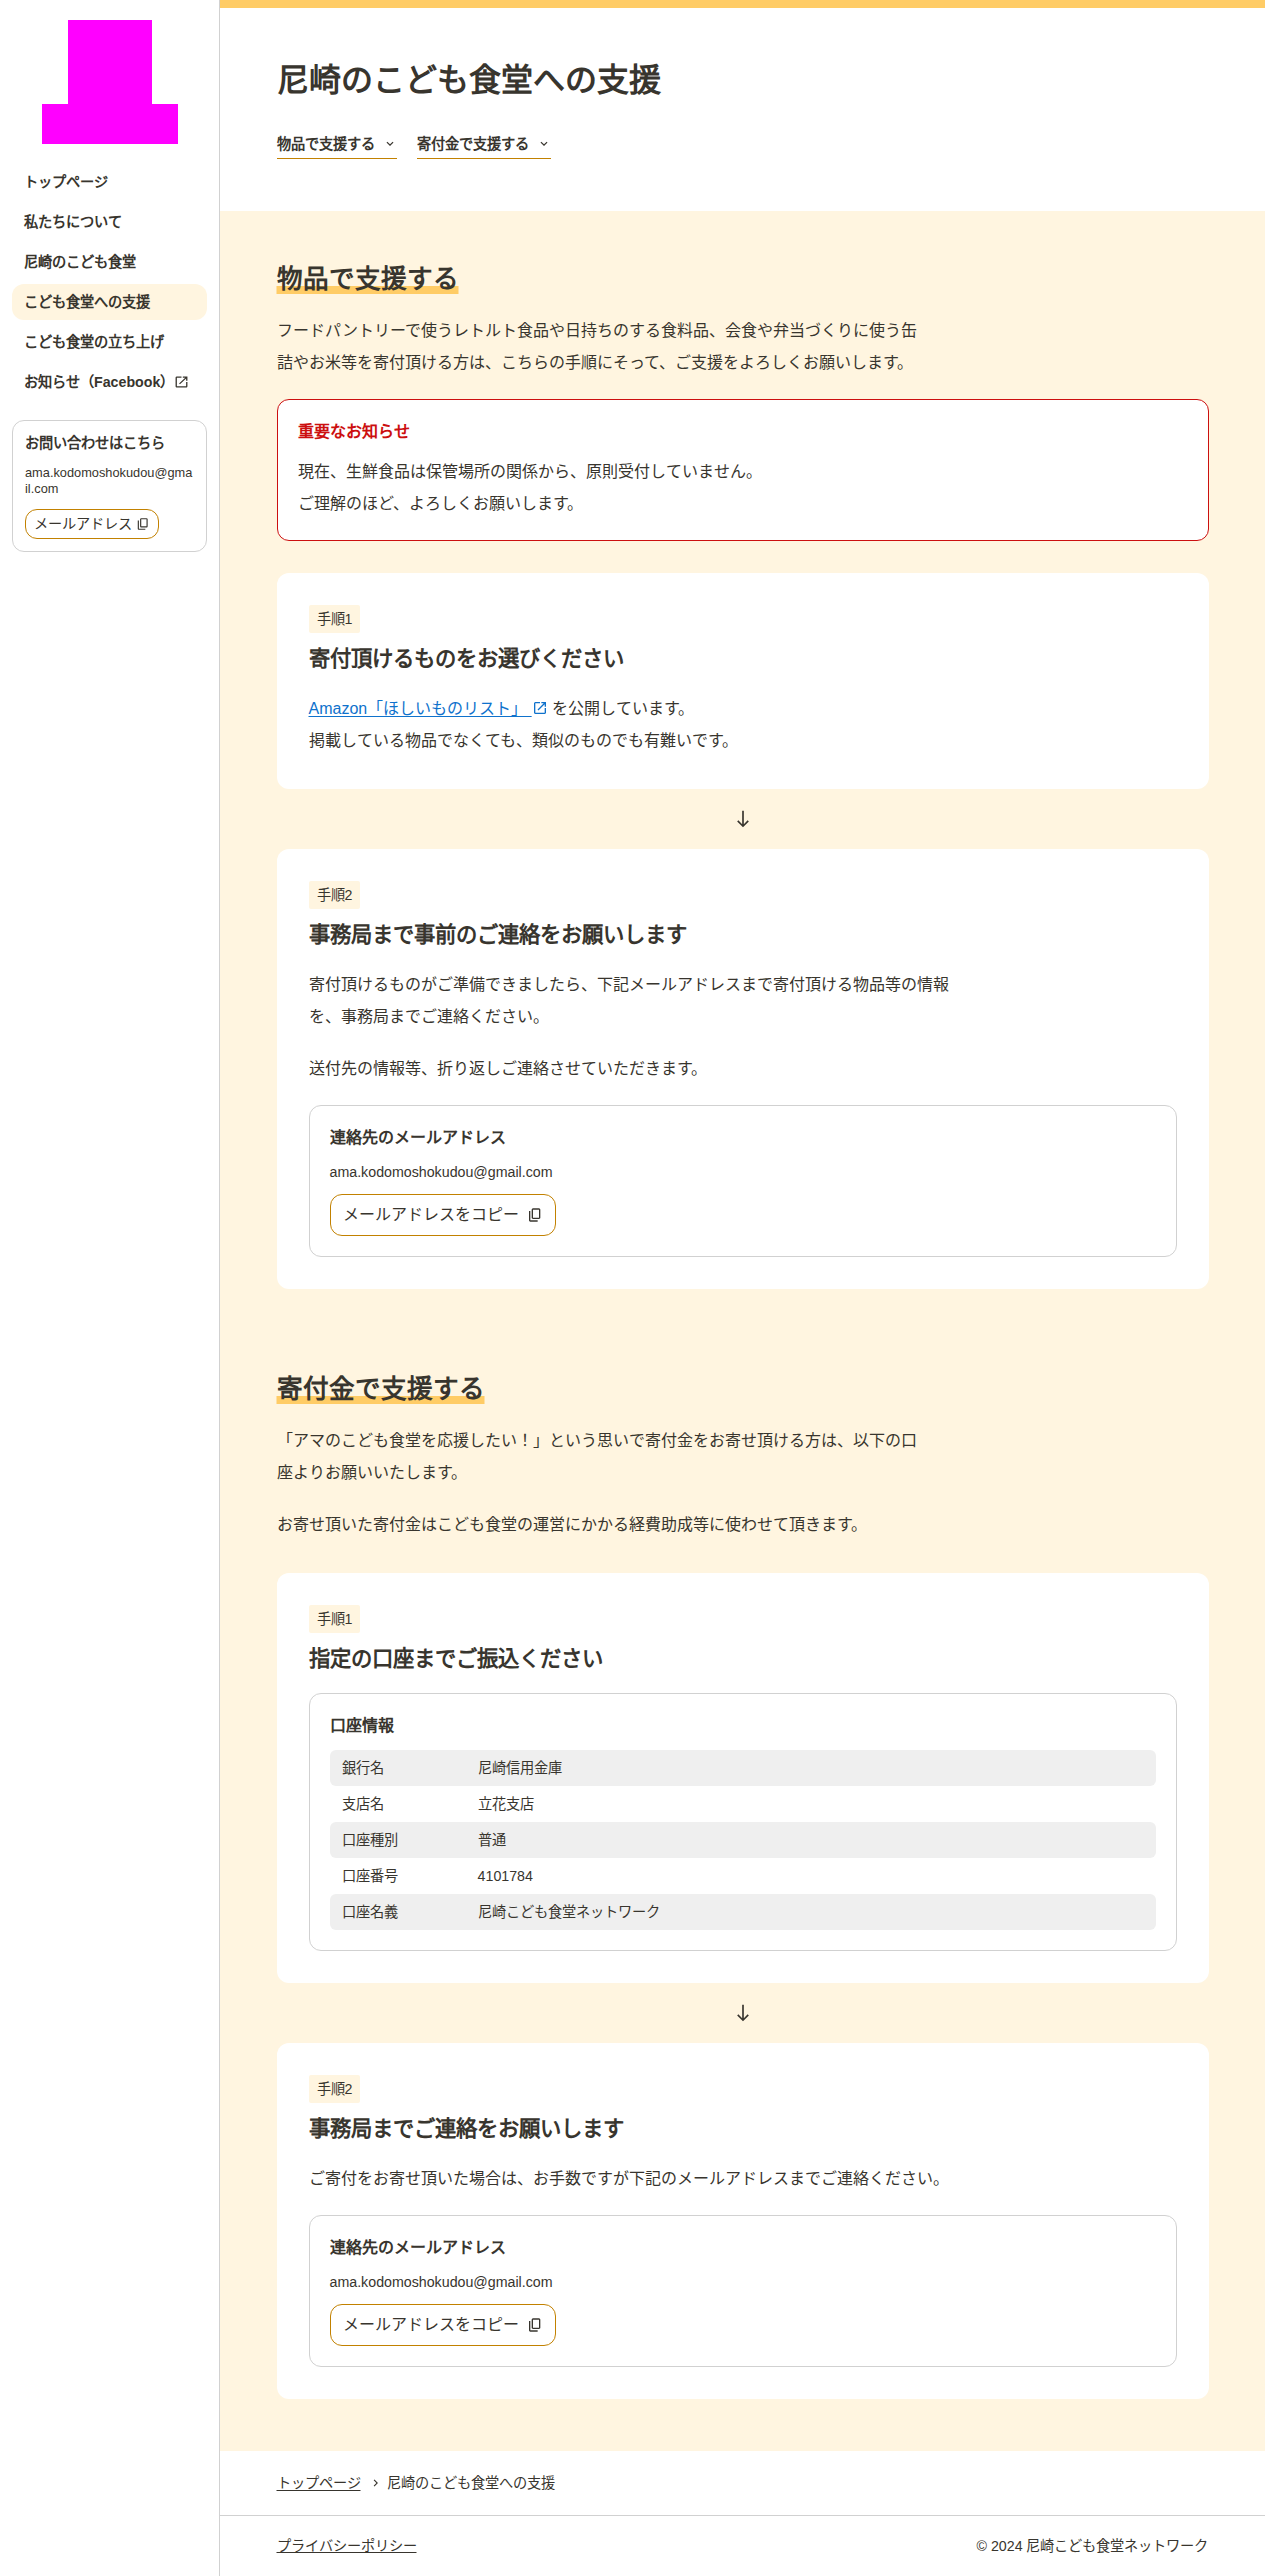 トップページ
私たちについて
尼崎のこども食堂
こども食堂への支援
こども食堂の立ち上げ
お知らせ（Facebook）
お問い合わせはこちら
ama.kodomoshokudou@gma
il.com
メールアドレス
尼崎のこども食堂への支援
物品で支援する 寄付金で支援する
物品で支援する
フードパントリーで使うレトルト食品や日持ちのする食料品、会食や弁当づくりに使う缶
詰やお米等を寄付頂ける方は、こちらの手順にそって、ご支援をよろしくお願いします。
重要なお知らせ
現在、生鮮食品は保管場所の関係から、原則受付していません。
ご理解のほど、よろしくお願いします。
手順1
寄付頂けるものをお選びください
Amazon「ほしいものリスト」 を公開しています。
掲載している物品でなくても、類似のものでも有難いです。
手順2
事務局まで事前のご連絡をお願いします
寄付頂けるものがご準備できましたら、下記メールアドレスまで寄付頂ける物品等の情報
を、事務局までご連絡ください。
送付先の情報等、折り返しご連絡させていただきます。
連絡先のメールアドレス
ama.kodomoshokudou@gmail.com
メールアドレスをコピー
寄付金で支援する
「アマのこども食堂を応援したい！」という思いで寄付金をお寄せ頂ける方は、以下の口
座よりお願いいたします。
お寄せ頂いた寄付金はこども食堂の運営にかかる経費助成等に使わせて頂きます。
手順1
指定の口座までご振込ください
口座情報
銀行名 尼崎信用金庫
支店名 立花支店
口座種別 普通
口座番号 4101784
口座名義 尼崎こども食堂ネットワーク
手順2
事務局までご連絡をお願いします
ご寄付をお寄せ頂いた場合は、お手数ですが下記のメールアドレスまでご連絡ください。
連絡先のメールアドレス
ama.kodomoshokudou@gmail.com
メールアドレスをコピー
トップページ › 尼崎のこども食堂への支援
プライバシーポリシー © 2024 尼崎こども食堂ネットワーク